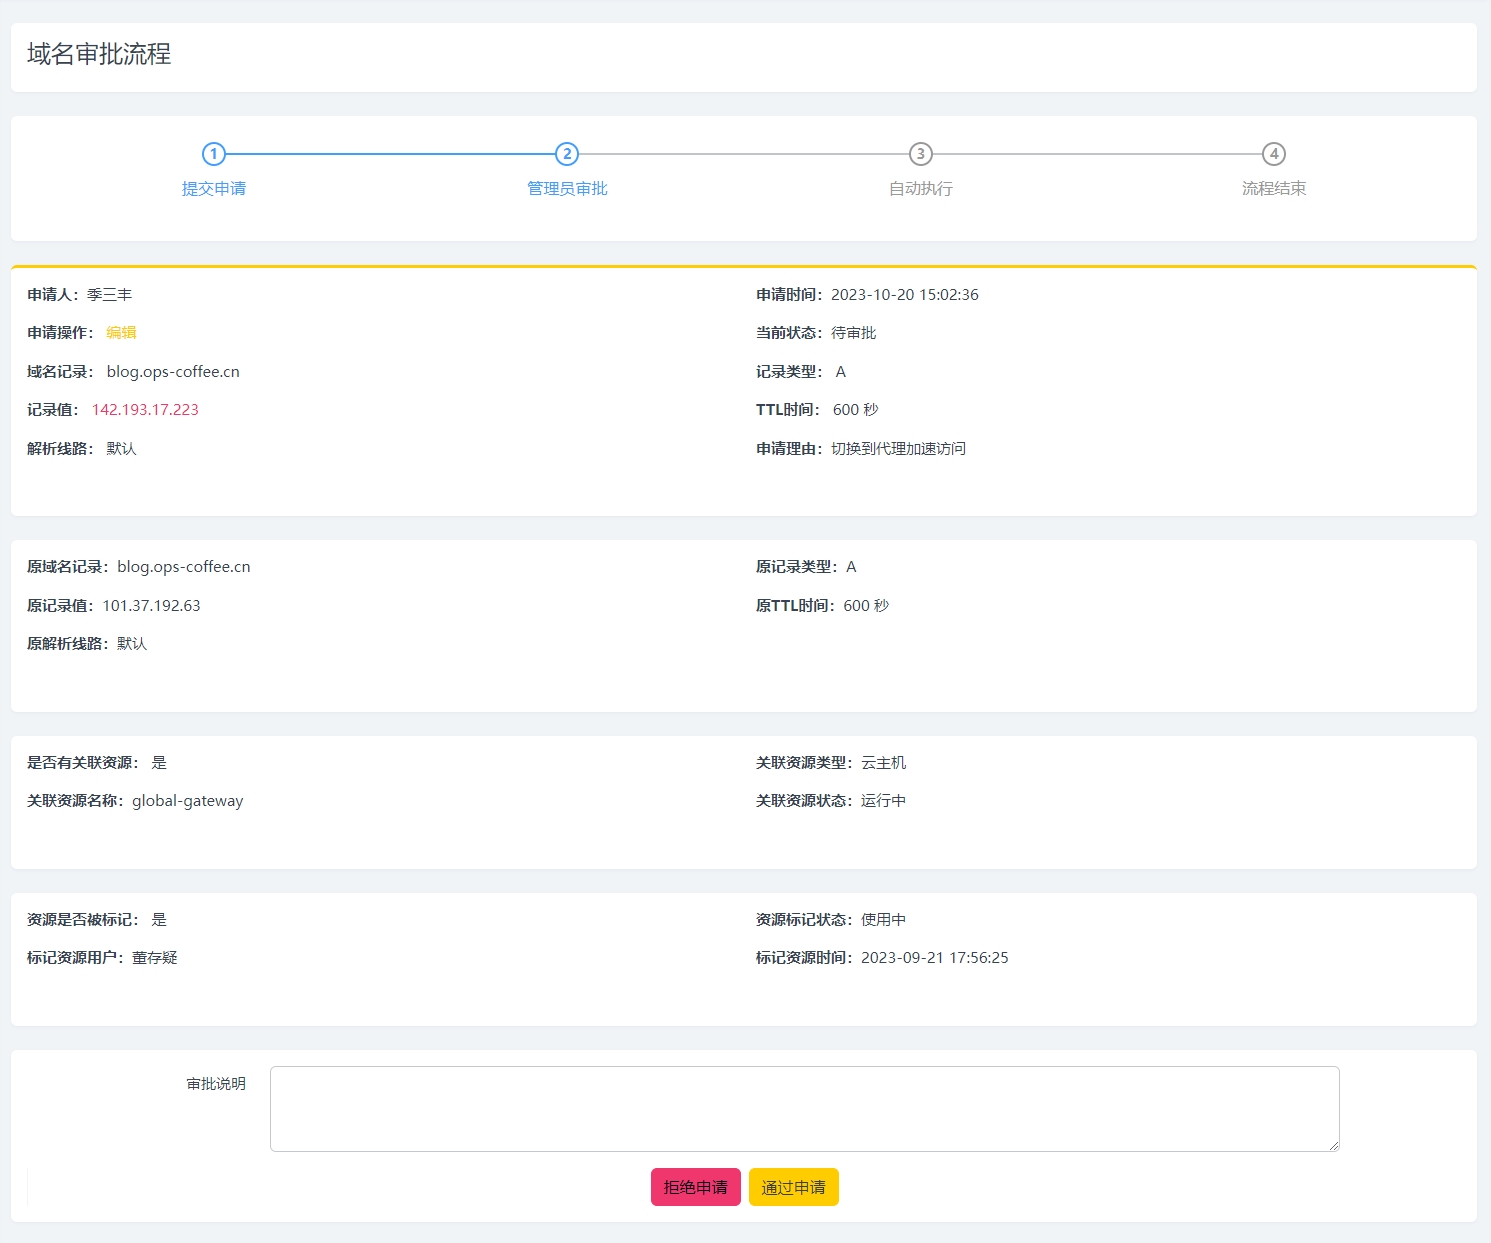 域名审批流程
1 2 3 4
提交申请 管理员审批 自动执行 流程结束
申请人：季三丰 申请时间：2023-10-20 15:02:36
申请操作： 编辑 当前状态：待审批
域名记录： blog.ops-coffee.cn 记录类型： A
记录值： 142.193.17.223 TTL时间： 600 秒
解析线路： 默认 申请理由：切换到代理加速访问
原域名记录：blog.ops-coffee.cn 原记录类型：A
原记录值：101.37.192.63 原TTL时间：600 秒
原解析线路：默认
是否有关联资源： 是 关联资源类型：云主机
关联资源名称：global-gateway 关联资源状态：运行中
资源是否被标记： 是 资源标记状态：使用中
标记资源用户：董存疑 标记资源时间：2023-09-21 17:56:25
审批说明
拒绝申请 通过申请